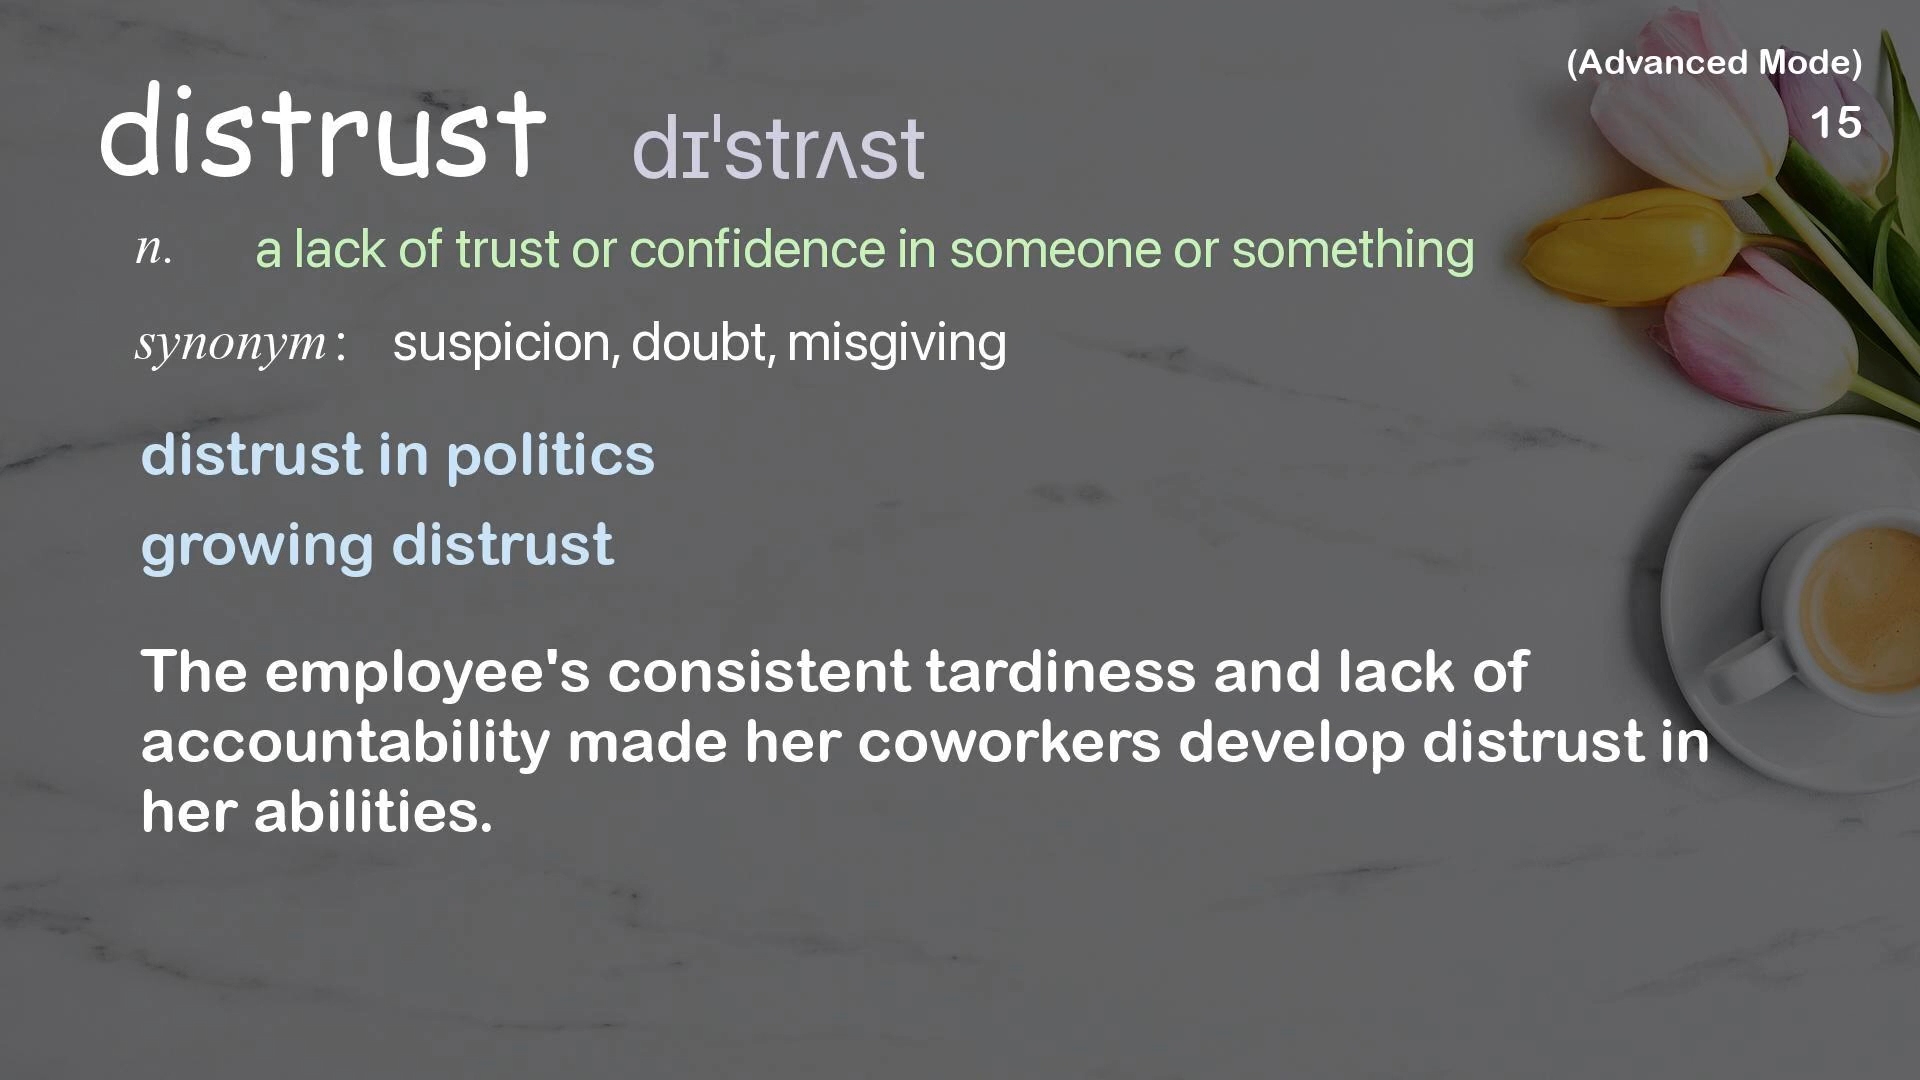 (Advanced Mode)
distrust dɪˈstrʌst
15
n. a lack of trust or confidence in someone or something
synonym : suspicion, doubt, misgiving
distrust in politics
growing distrust
The employee's consistent tardiness and lack of
accountability made her coworkers develop distrust in
her abilities.